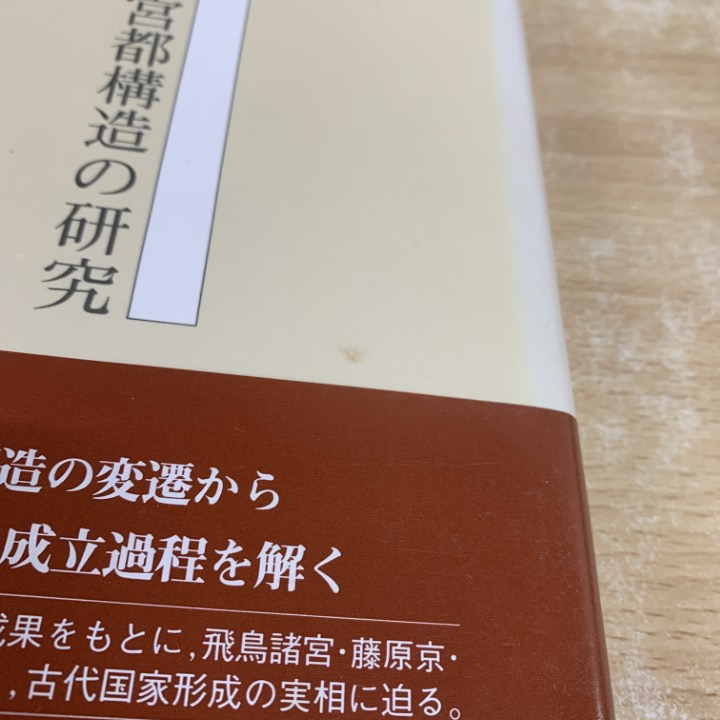 宮都構造の研究
造の変遷から
成立過程を解く
成果をもとに,飛鳥諸宮·藤原京·
,古代国家形成の実相に迫る。